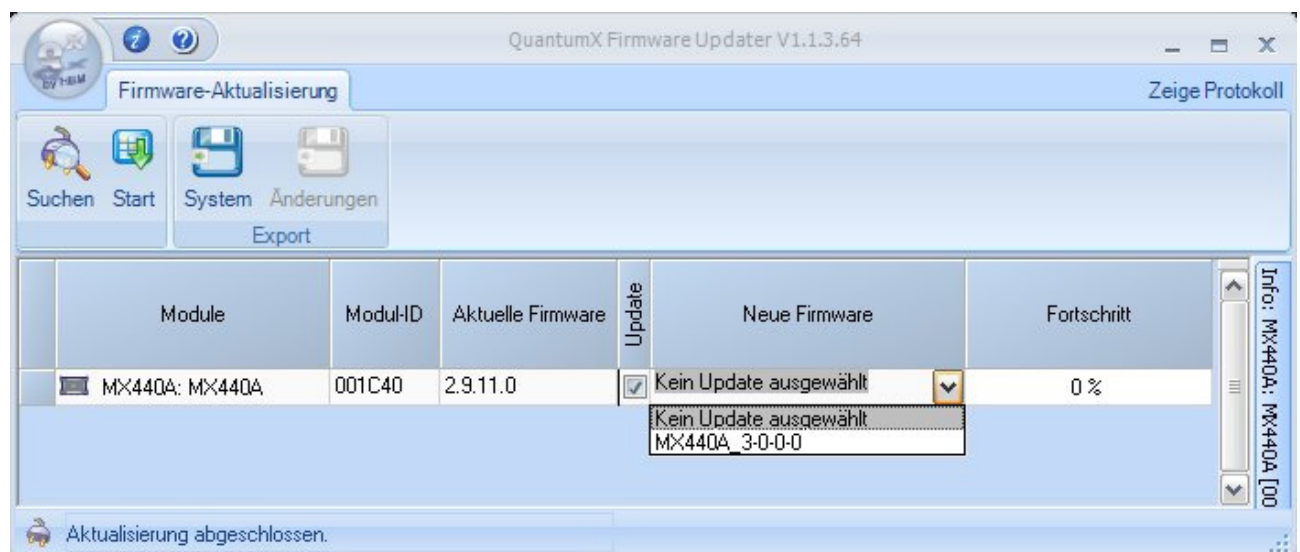 QuantumX Firmware Updater V1.1.3.64
by HBM
Firmware-Aktualisierung
Zeige Protokoll
Suchen
Start
System
Änderungen
Export
Module
Modul-ID
Aktuelle Firmware
Update
Neue Firmware
Fortschritt
MX440A: MX440A
001C40
2.9.11.0
Kein Update ausgewählt
0 %
Kein Update ausgewählt
MX440A_3-0-0-0
Info: MX440A: MX440A [00
Aktualisierung abgeschlossen.